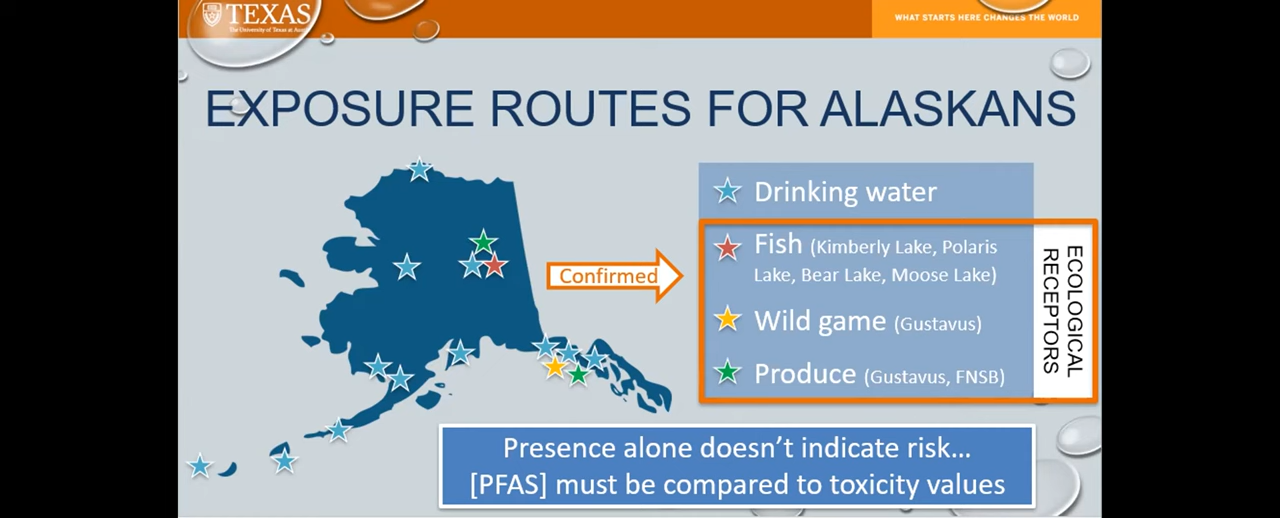 TEXAS
The University of Texas at
WHAT STARTS HERE CHANGES THE WORLD
EXPOSURE ROUTES FOR ALASKANS
Confirmed
Drinking water
Fish (Kimberly Lake, Polaris
Lake, Bear Lake, Moose Lake)
Wild game (Gustavus)
Produce (Gustavus, FNSB)
ECOLOGICAL
RECEPTORS
Presence alone doesn't indicate risk...
[PFAS] must be compared to toxicity values